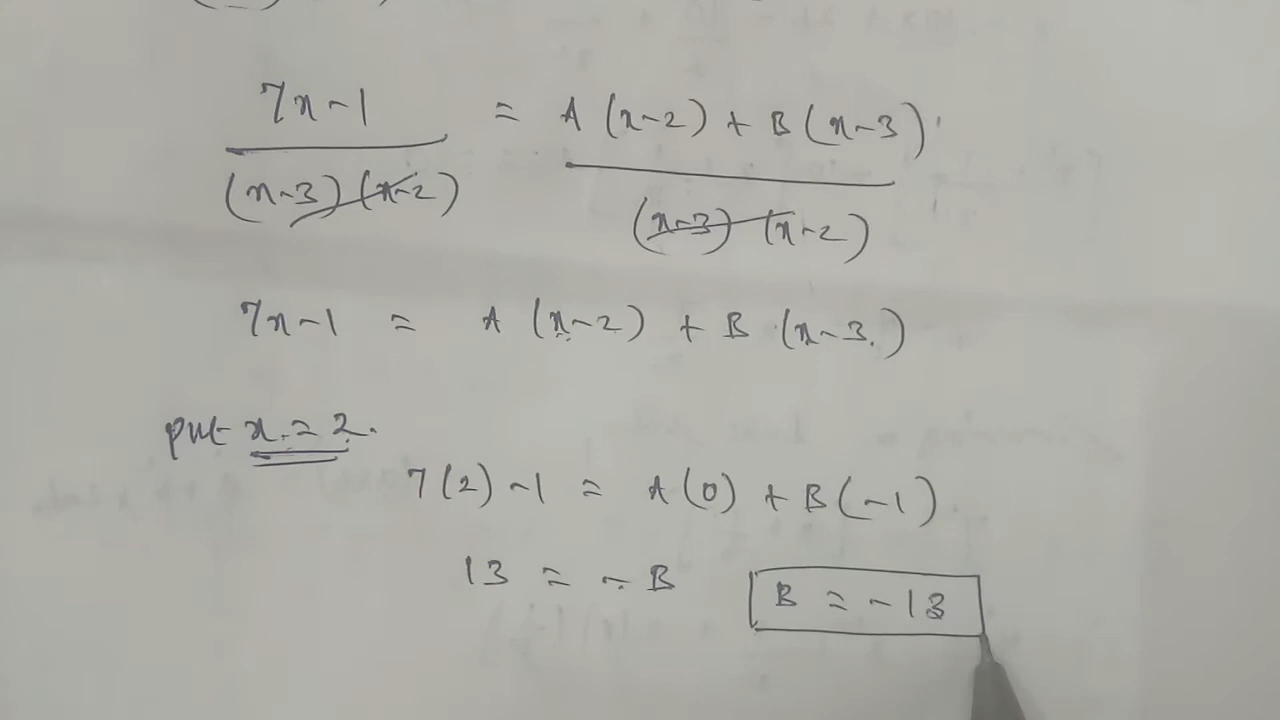 7x-1 = A (x-2) + B (x-3)
(x-3) (x-2) (x-3) (x-2)
7x-1 = A (x-2) + B (x-3)
put x = 2.
7(2) -1 = A(0) + B(-1)
13 = -B B = -13